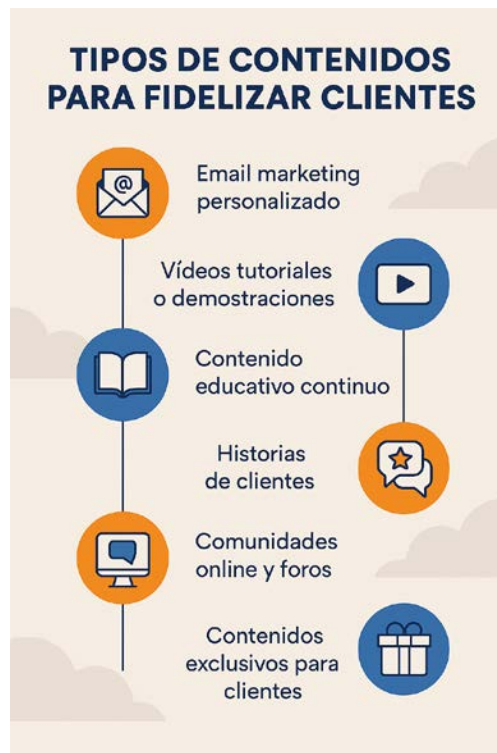 TIPOS DE CONTENIDOS
PARA FIDELIZAR CLIENTES
@
Email marketing
personalizado
Vídeos tutoriales
o demostraciones
Contenido
educativo continuo
Historias
de clientes
Comunidades
online y foros
Contenidos
exclusivos para
clientes